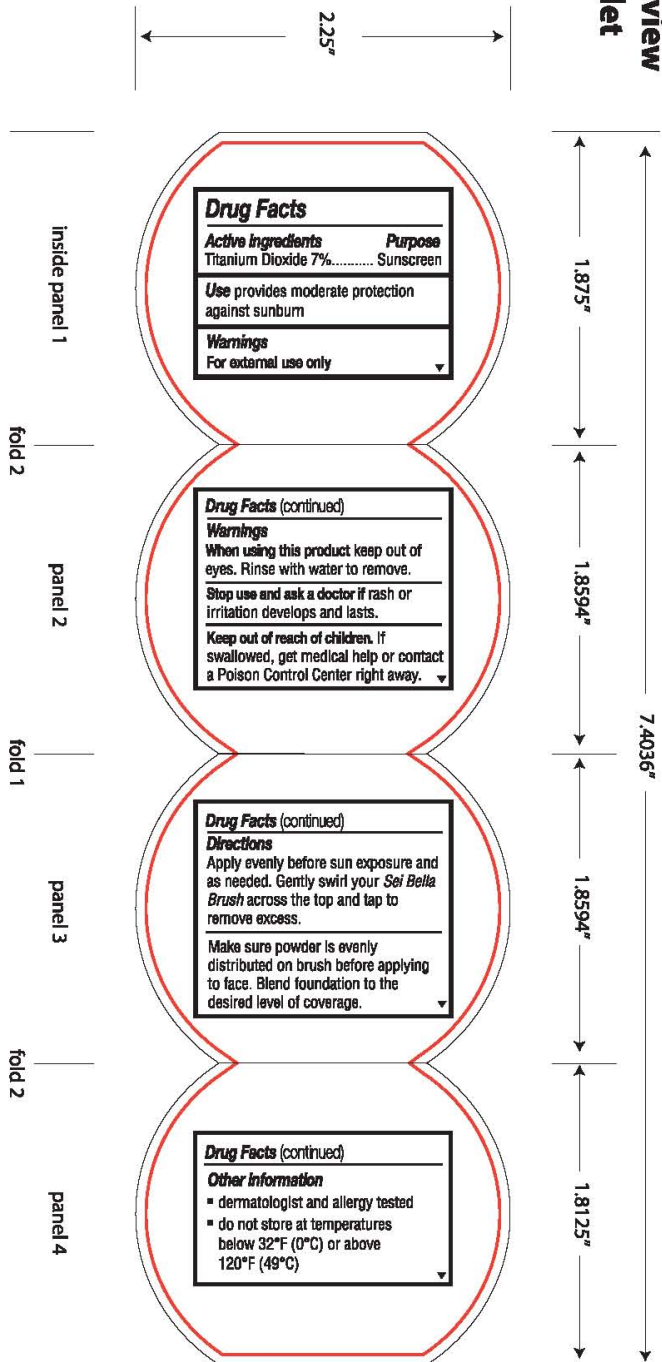 view
let
2.25"
7.4036"
1.875"
1.8594"
1.8594"
1.8125"
Drug Facts
Active Ingredients Purpose
Titanium Dioxide 7%........... Sunscreen
Use provides moderate protection
against sunburn
Warnings
For external use only
inside panel 1
fold 2
Drug Facts (continued)
Warnings
When using this product keep out of
eyes. Rinse with water to remove.
Stop use and ask a doctor if rash or
irritation develops and lasts.
Keep out of reach of children. If
swallowed, get medical help or contact
a Poison Control Center right away.
panel 2
fold 1
Drug Facts (continued)
Directions
Apply evenly before sun exposure and
as needed. Gently swirl your Sei Bella
Brush across the top and tap to
remove excess.
Make sure powder is evenly
distributed on brush before applying
to face. Blend foundation to the
desired level of coverage.
panel 3
fold 2
Drug Facts (continued)
Other information
▪ dermatologist and allergy tested
▪ do not store at temperatures
below 32°F (0°C) or above
120°F (49°C)
panel 4